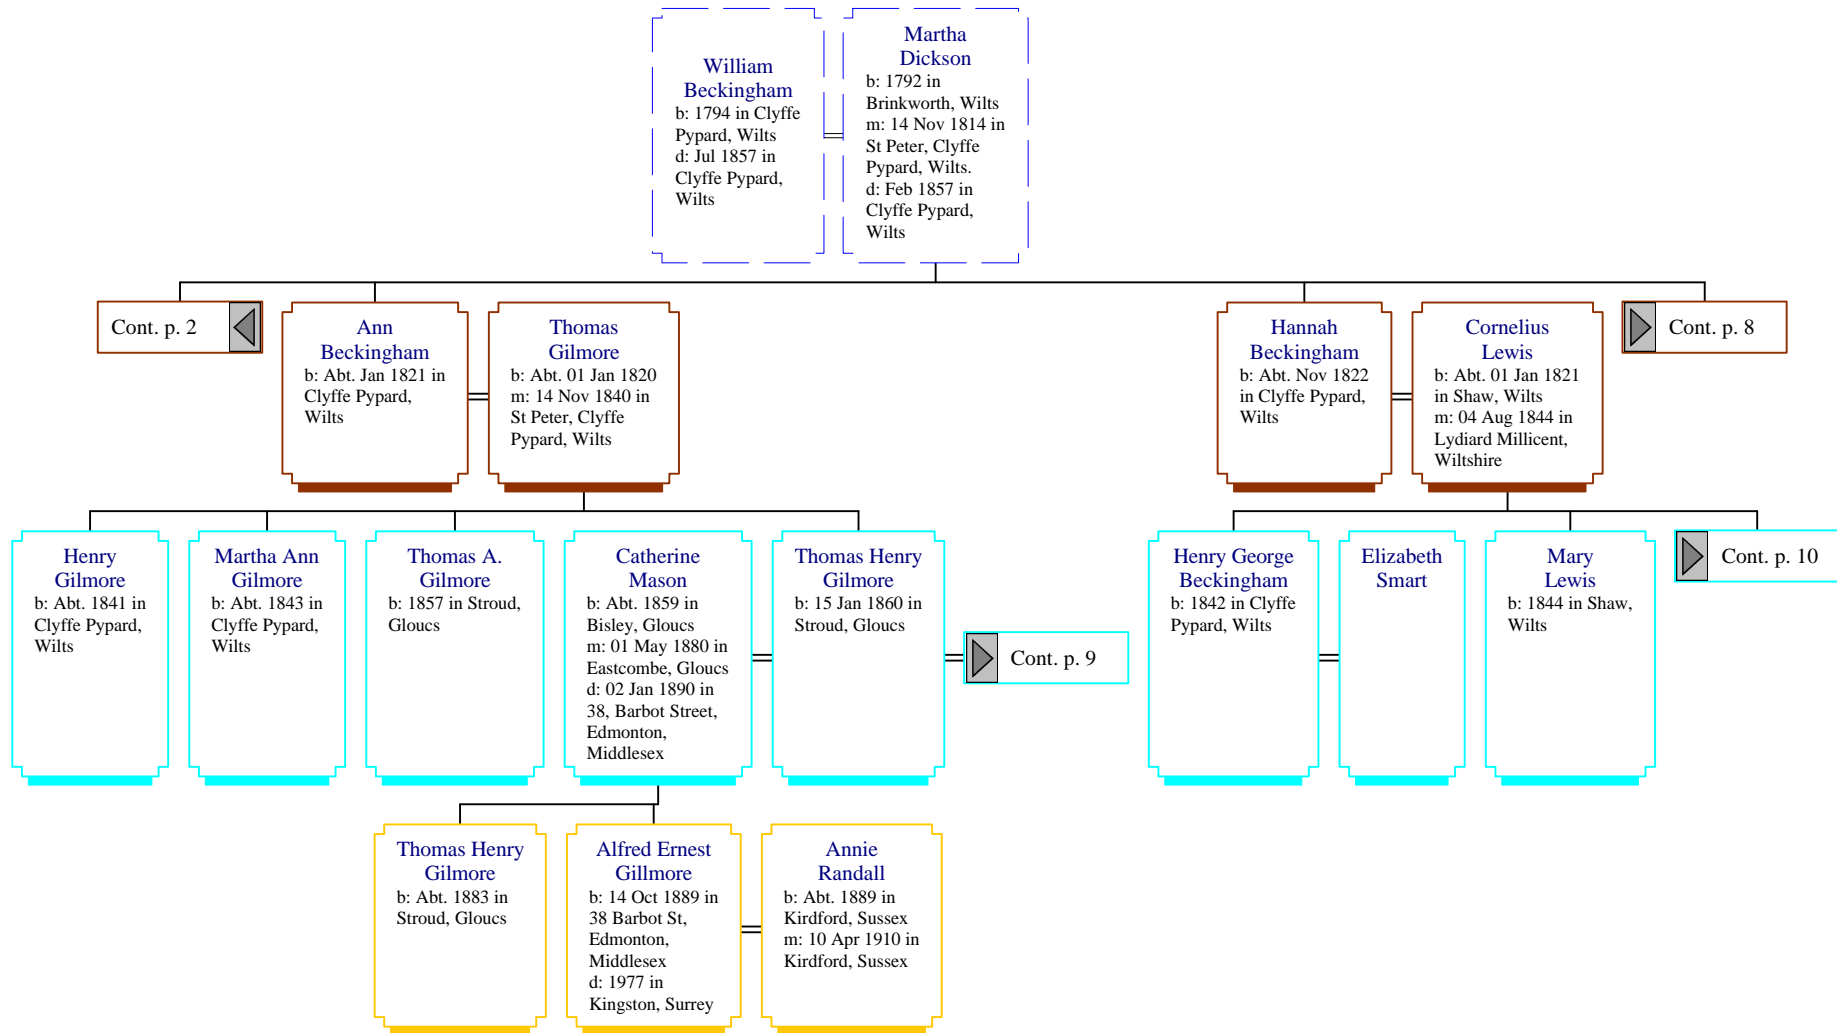 William
Beckingham
b: 1794 in Clyffe
Pypard, Wilts
d: Jul 1857 in
Clyffe Pypard,
Wilts
Martha
Dickson
b: 1792 in
Brinkworth, Wilts
m: 14 Nov 1814 in
St Peter, Clyffe
Pypard, Wilts.
d: Feb 1857 in
Clyffe Pypard,
Wilts
Cont. p. 2
Ann
Beckingham
b: Abt. Jan 1821 in
Clyffe Pypard,
Wilts
Thomas
Gilmore
b: Abt. 01 Jan 1820
m: 14 Nov 1840 in
St Peter, Clyffe
Pypard, Wilts
Hannah
Beckingham
b: Abt. Nov 1822
in Clyffe Pypard,
Wilts
Cornelius
Lewis
b: Abt. 01 Jan 1821
in Shaw, Wilts
m: 04 Aug 1844 in
Lydiard Millicent,
Wiltshire
Cont. p. 8
Henry
Gilmore
b: Abt. 1841 in
Clyffe Pypard,
Wilts
Martha Ann
Gilmore
b: Abt. 1843 in
Clyffe Pypard,
Wilts
Thomas A.
Gilmore
b: 1857 in Stroud,
Gloucs
Catherine
Mason
b: Abt. 1859 in
Bisley, Gloucs
m: 01 May 1880 in
Eastcombe, Gloucs
d: 02 Jan 1890 in
38, Barbot Street,
Edmonton,
Middlesex
Thomas Henry
Gilmore
b: 15 Jan 1860 in
Stroud, Gloucs
Cont. p. 9
Henry George
Beckingham
b: 1842 in Clyffe
Pypard, Wilts
Elizabeth
Smart
Mary
Lewis
b: 1844 in Shaw,
Wilts
Cont. p. 10
Thomas Henry
Gilmore
b: Abt. 1883 in
Stroud, Gloucs
Alfred Ernest
Gillmore
b: 14 Oct 1889 in
38 Barbot St,
Edmonton,
Middlesex
d: 1977 in
Kingston, Surrey
Annie
Randall
b: Abt. 1889 in
Kirdford, Sussex
m: 10 Apr 1910 in
Kirdford, Sussex